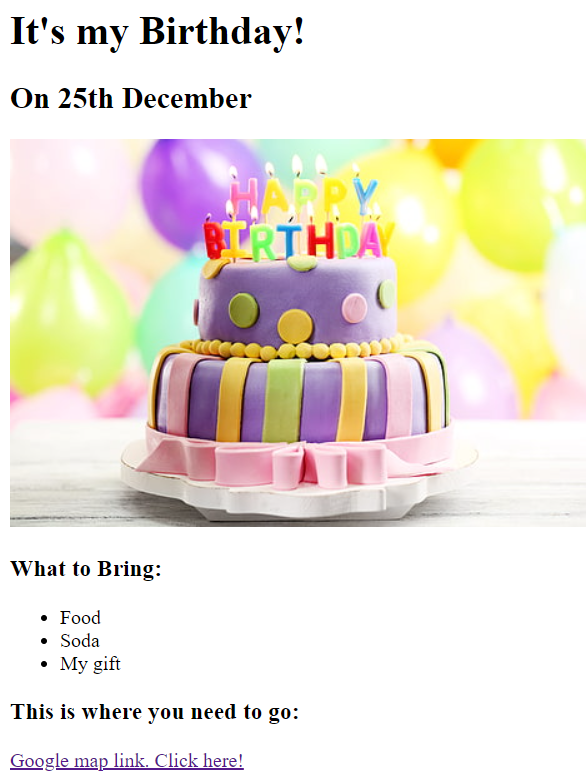 It's my Birthday!
On 25th December
HAPPY
BIRTHDAY
What to Bring:
Food
Soda
My gift
This is where you need to go:
Google map link. Click here!